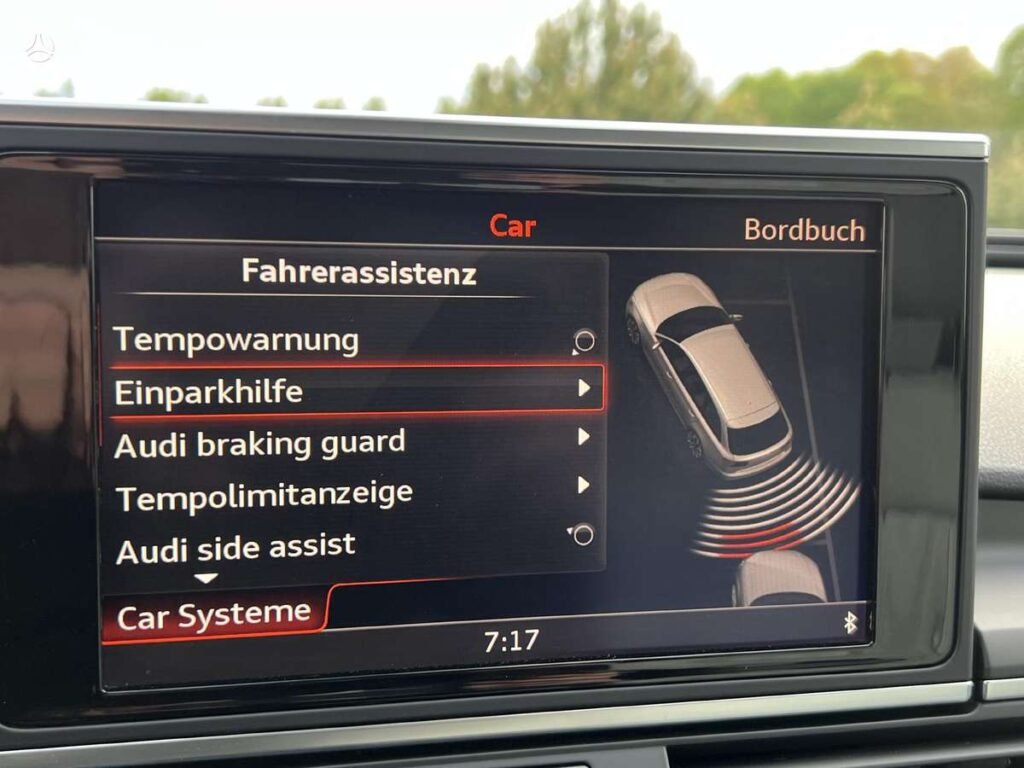 Car
Bordbuch
Fahrerassistenz
Tempowarnung
Einparkhilfe
Audi braking guard
Tempolimitanzeige
Audi side assist
Car Systeme
7:17